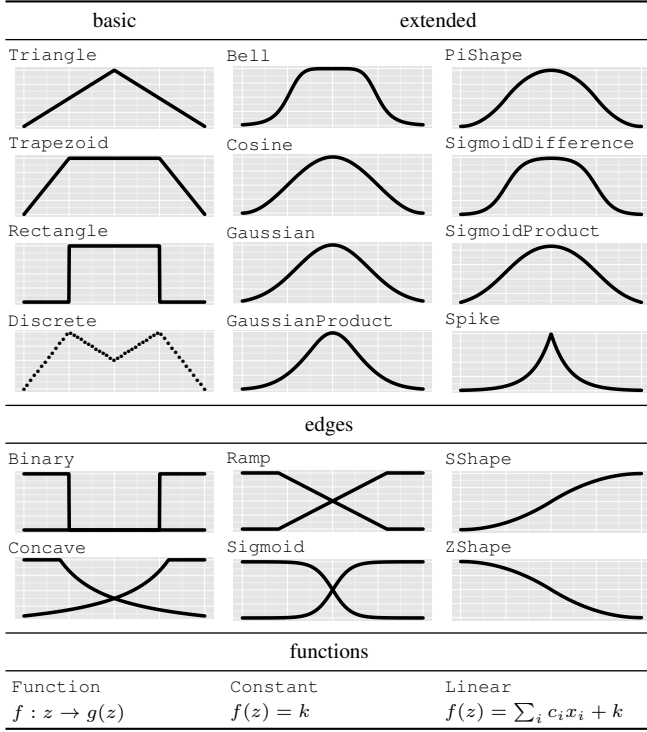 basic extended
Triangle Bell PiShape
Trapezoid Cosine SigmoidDifference
Rectangle Gaussian SigmoidProduct
Discrete GaussianProduct Spike
edges
Binary Ramp SShape
Concave Sigmoid ZShape
functions
Function Constant Linear
f : z → g(z) f(z) = k f(z) = ∑ᵢ cᵢxᵢ + k